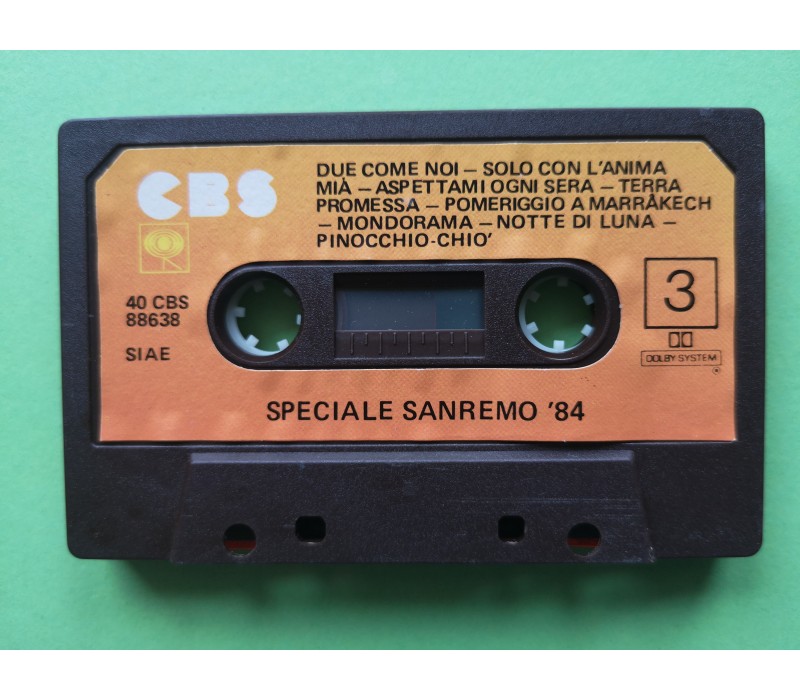 CBS
DUE COME NOI – SOLO CON L'ANIMA
MIÀ – ASPETTAMI OGNI SERA – TERRA
PROMESSA – POMERIGGIO A MARRÅKECH
– MONDORAMA – NOTTE DI LUNA –
PINOCCHIO-CHIO'
40 CBS
88638
SIAE
3
DOLBY SYSTEM
®
SPECIALE SANREMO '84